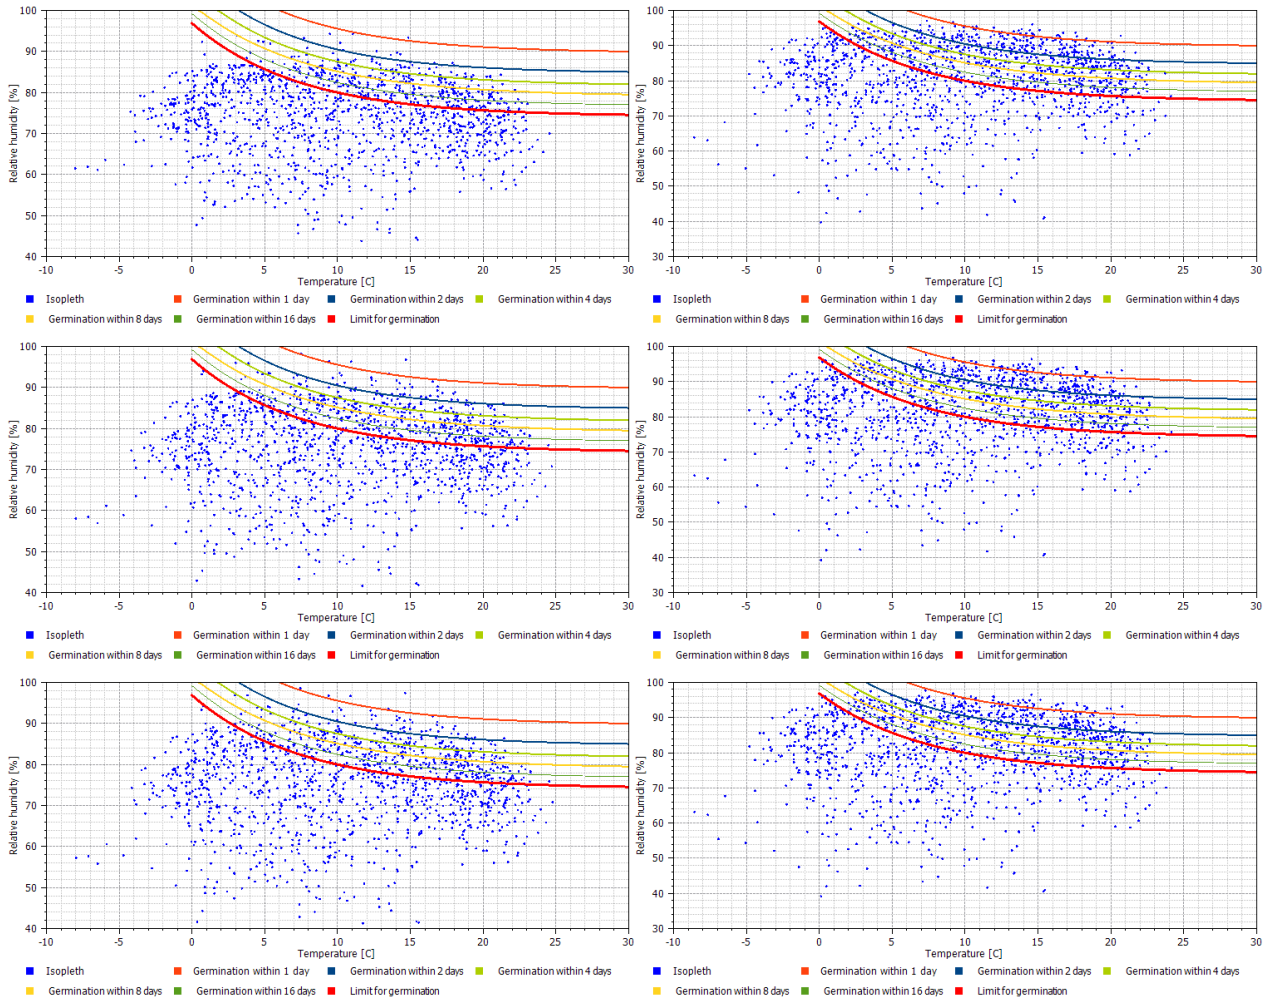 100
90
80
70
60
50
40
-10 -5 0 5 10 15 20 25 30
Relative humidity [%]
Temperature [C]
Isopleth Germination within 1 day Germination within 2 days Germination within 4 days
Germination within 8 days Germination within 16 days Limit for germination
100
90
80
70
60
50
40
30
-10 -5 0 5 10 15 20 25 30
Relative humidity [%]
Temperature [C]
Isopleth Germination within 1 day Germination within 2 days Germination within 4 days
Germination within 8 days Germination within 16 days Limit for germination
100
90
80
70
60
50
40
-10 -5 0 5 10 15 20 25 30
Relative humidity [%]
Temperature [C]
Isopleth Germination within 1 day Germination within 2 days Germination within 4 days
Germination within 8 days Germination within 16 days Limit for germination
100
90
80
70
60
50
40
30
-10 -5 0 5 10 15 20 25 30
Relative humidity [%]
Temperature [C]
Isopleth Germination within 1 day Germination within 2 days Germination within 4 days
Germination within 8 days Germination within 16 days Limit for germination
100
90
80
70
60
50
40
-10 -5 0 5 10 15 20 25 30
Relative humidity [%]
Temperature [C]
Isopleth Germination within 1 day Germination within 2 days Germination within 4 days
Germination within 8 days Germination within 16 days Limit for germination
100
90
80
70
60
50
40
30
-10 -5 0 5 10 15 20 25 30
Relative humidity [%]
Temperature [C]
Isopleth Germination within 1 day Germination within 2 days Germination within 4 days
Germination within 8 days Germination within 16 days Limit for germination